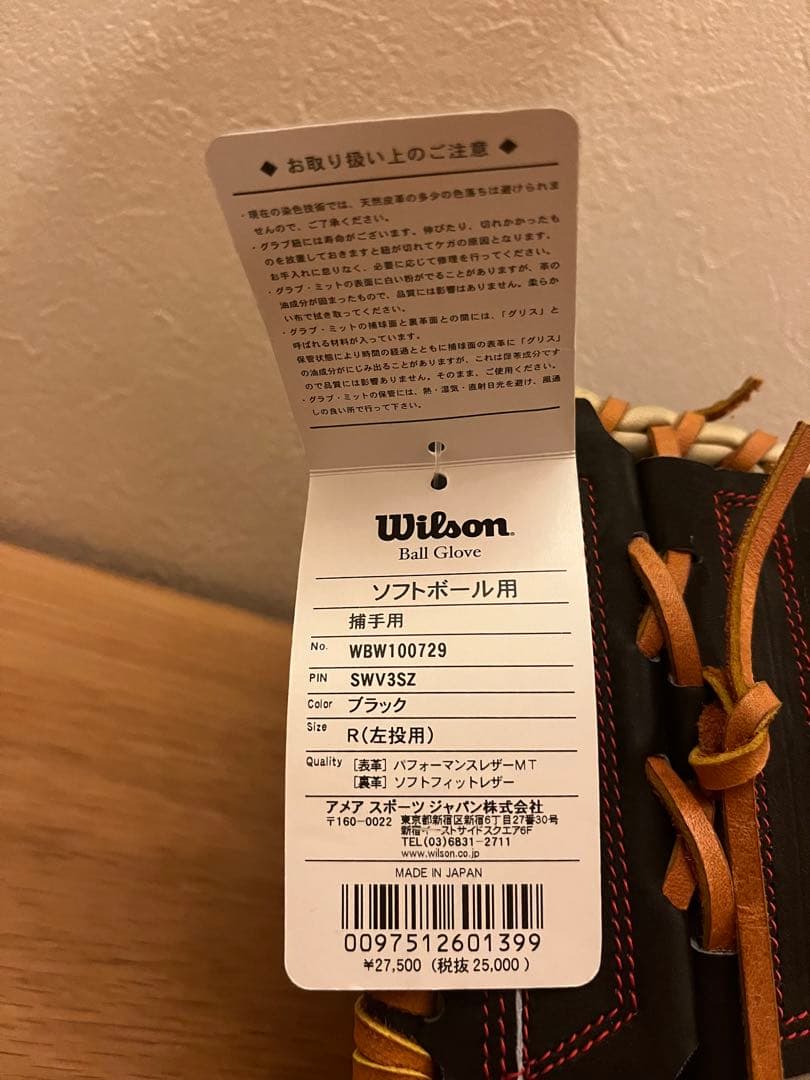 ◆ お取り扱い上のご注意 ◆
・現在の染色技術では、天然皮革の多少の色落ちは避けられま
せんので、ご了承ください。
・グラブ紐には寿命がございます。伸びたり、切れかかったも
のを放置しておきますと紐が切れてケガの原因となります。
お手入れに怠りなく、必要に応じて修理を行ってください。
・グラブ・ミットの表面に白い粉がでることがありますが、革の
油成分が固まったもので、品質には影響はありません。柔らか
い布で拭き取ってください。
・グラブ・ミットの捕球面と裏革面との間には、「グリス」と
呼ばれる材料が入っています。
保管状態により時間の経過とともに捕球面の表革に「グリス」
の油成分がにじみ出ることがありますが、これは保革成分です
ので品質には影響ありません。そのまま、ご使用ください。
・グラブ・ミットの保管には、熱・湿気・直射日光を避け、風通
しの良い所で行って下さい。
Wilson.
Ball Glove
ソフトボール用
捕手用
No. WBW100729
PIN SWV3SZ
Color ブラック
Size R(左投用)
Quality [表革] パフォーマンスレザーMT
[裏革] ソフトフィットレザー
アメア スポーツ ジャパン株式会社
〒160-0022 東京都新宿区新宿6丁目27番30号
新宿イーストサイドスクエア6F
TEL(03)6831-2711
www.wilson.co.jp
MADE IN JAPAN
0097512601399
¥27,500 (税抜25,000)